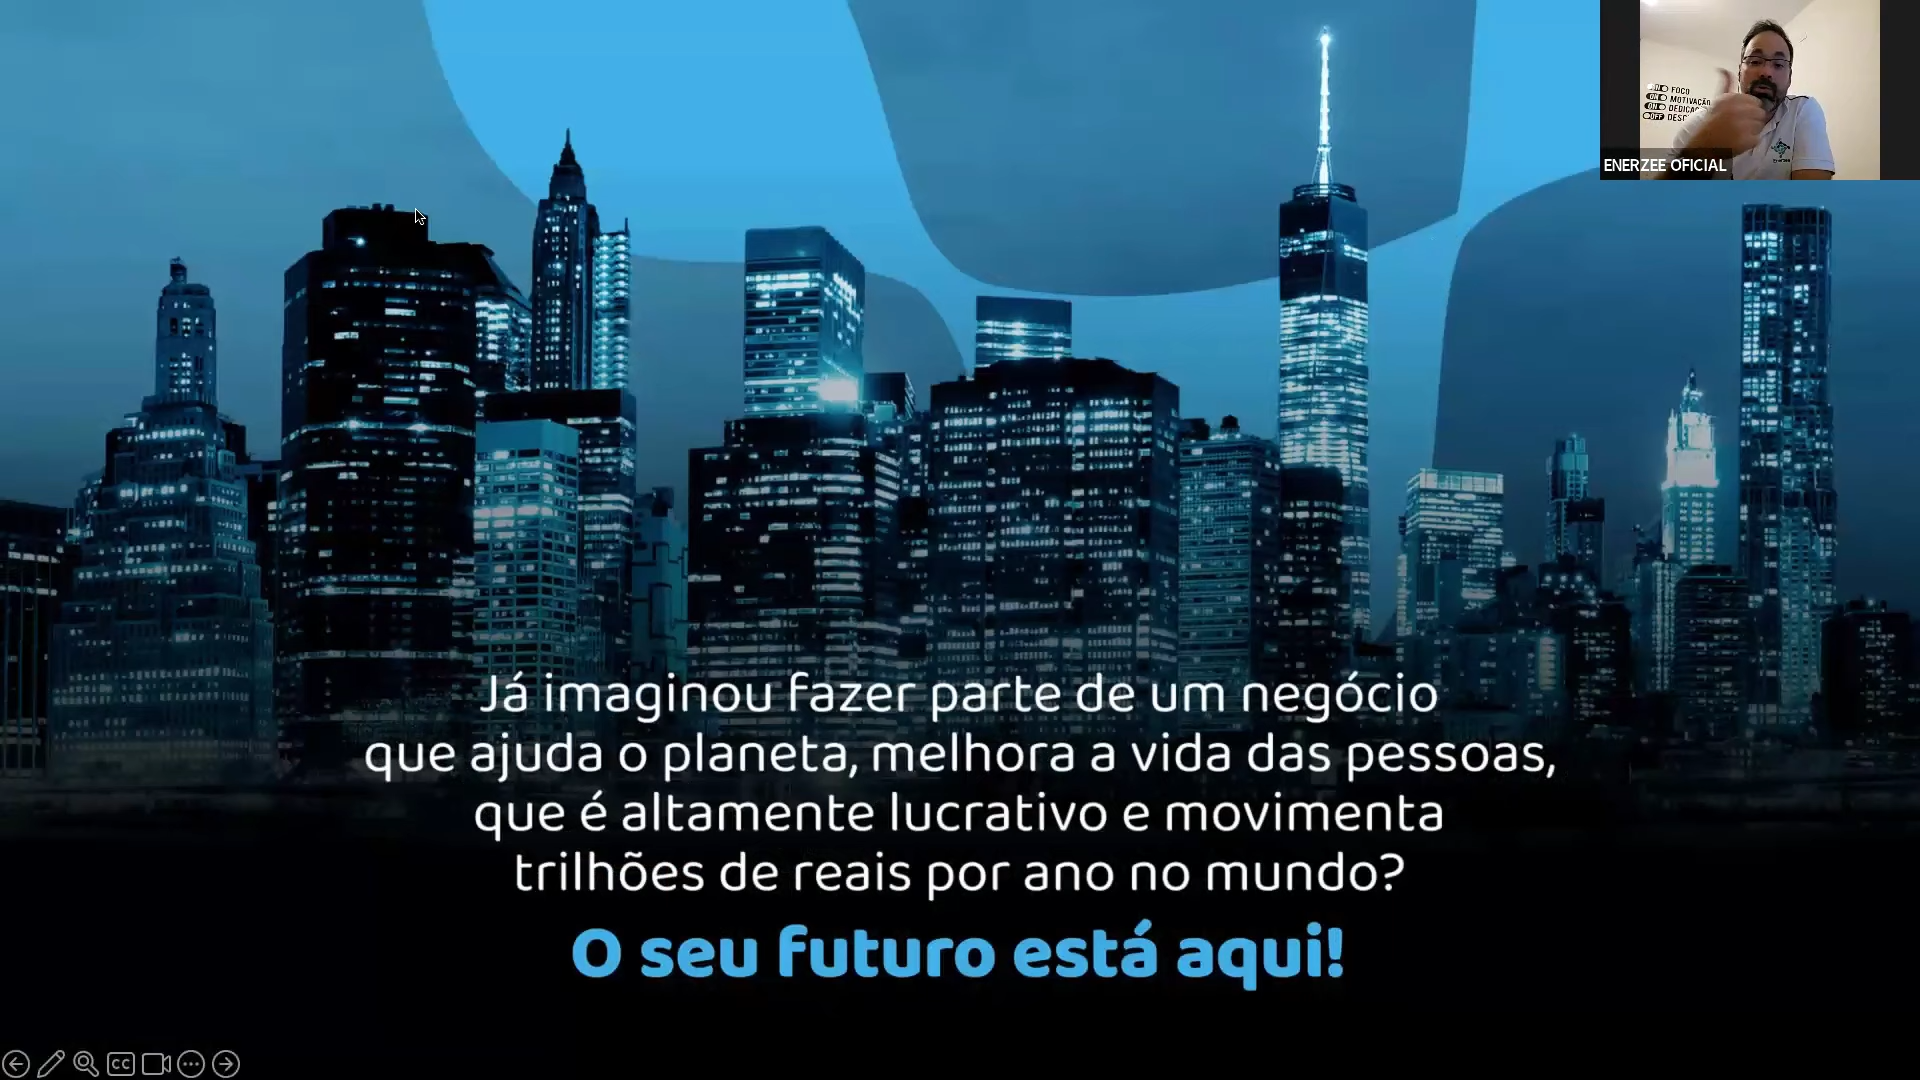 FOCO
MOTIVAÇÃO
ENERZEE OFICIAL
Já imaginou fazer parte de um negócio
que ajuda o planeta, melhora a vida das pessoas,
que é altamente lucrativo e movimenta
trilhões de reais por ano no mundo?
O seu futuro está aqui!
CC